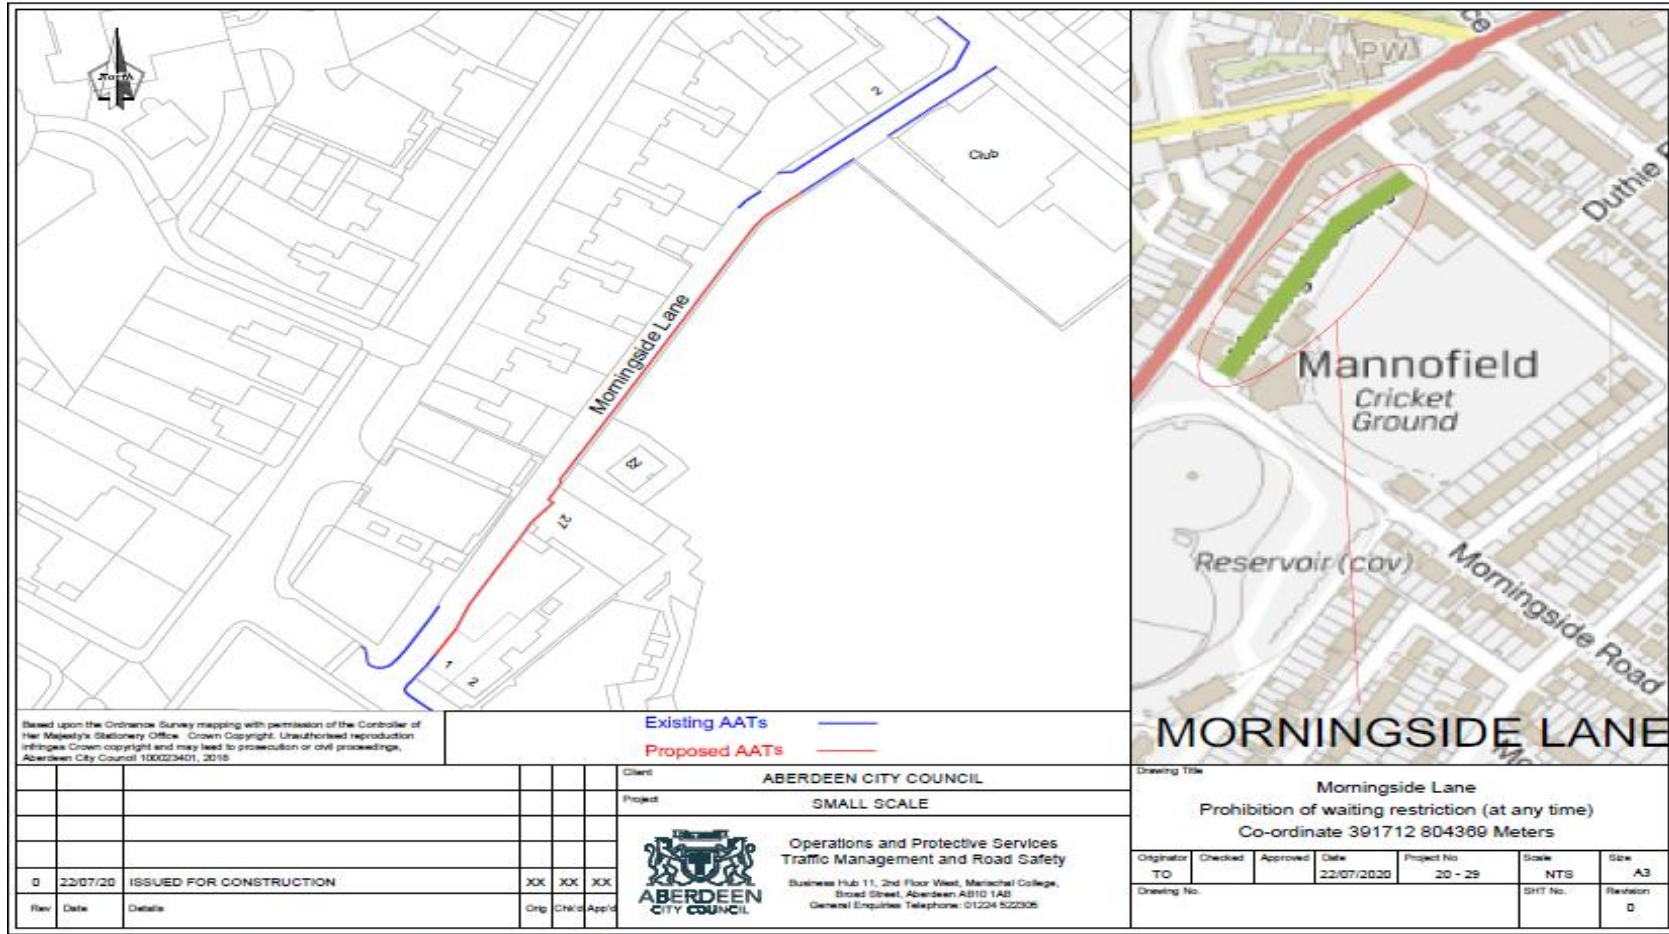 North
2
Club
Morningside Lane
23
27
1
2
PW
Duthie
Mannofield
Cricket
Ground
Reservoir (cov)
Morningside Road
MORNINGSIDE LANE
Based upon the Ordnance Survey mapping with permission of the Controller of
Her Majesty's Stationery Office Crown Copyright. Unauthorised reproduction
infringes Crown copyright and may lead to prosecution or civil proceedings,
Aberdeen City Council 100023401, 2018
Existing AATs
Proposed AATs
Client
ABERDEEN CITY COUNCIL
Project
SMALL SCALE
ABERDEEN
CITY COUNCIL
Operations and Protective Services
Traffic Management and Road Safety
Business Hub 11, 2nd Floor West, Marischal College,
Broad Street, Aberdeen AB10 1AB
General Enquiries Telephone: 01224 522305
0 22/07/20 ISSUED FOR CONSTRUCTION XX XX XX
Rev Date Details Orig Chk'd App'd
Drawing Title
Morningside Lane
Prohibition of waiting restriction (at any time)
Co-ordinate 391712 804369 Meters
Originator Checked Approved Date Project No Scale Size
TO 22/07/2020 20 - 29 NTS A3
Drawing No. SHT No. Revision
0